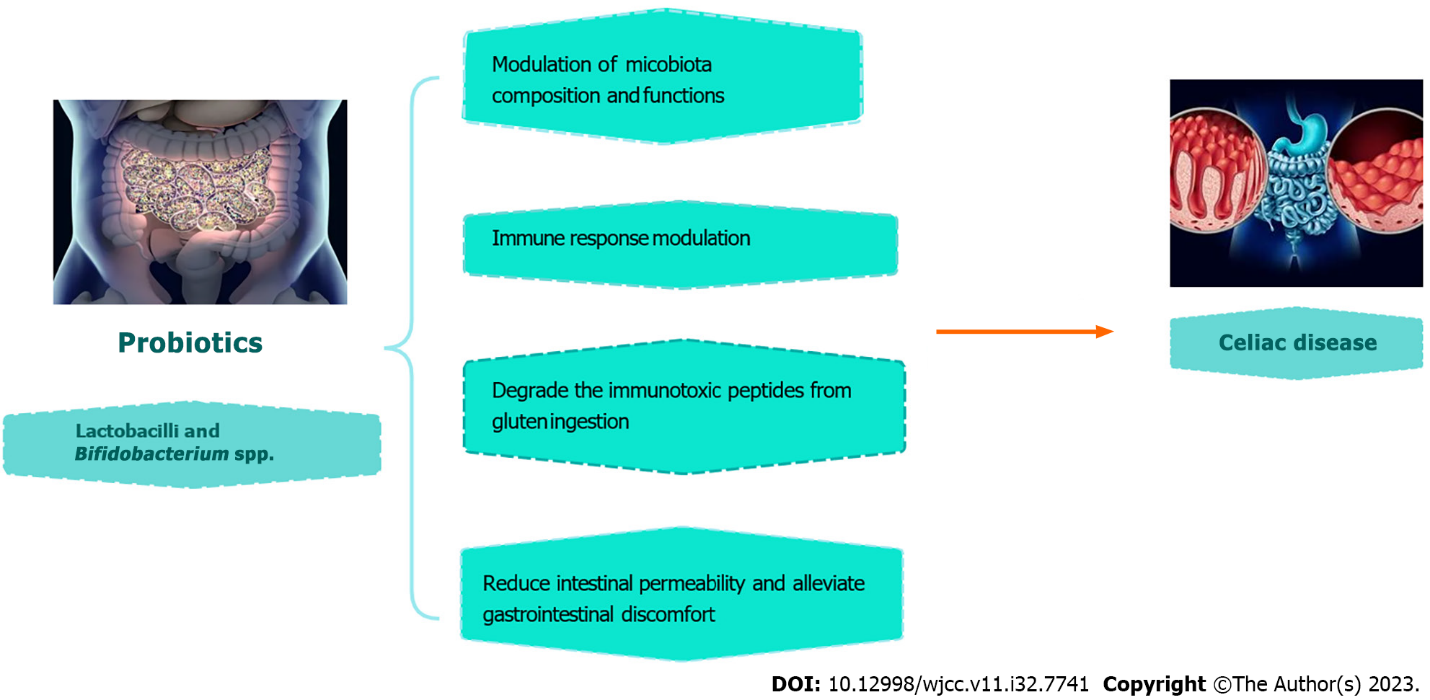 Probiotics
Lactobacilli and
Bifidobacterium spp.
Modulation of micobiota
composition and functions
Immune response modulation
Degrade the immunotoxic peptides from
gluten ingestion
Reduce intestinal permeability and alleviate
gastrointestinal discomfort
Celiac disease
DOI: 10.12998/wjcc.v11.i32.7741 Copyright ©The Author(s) 2023.